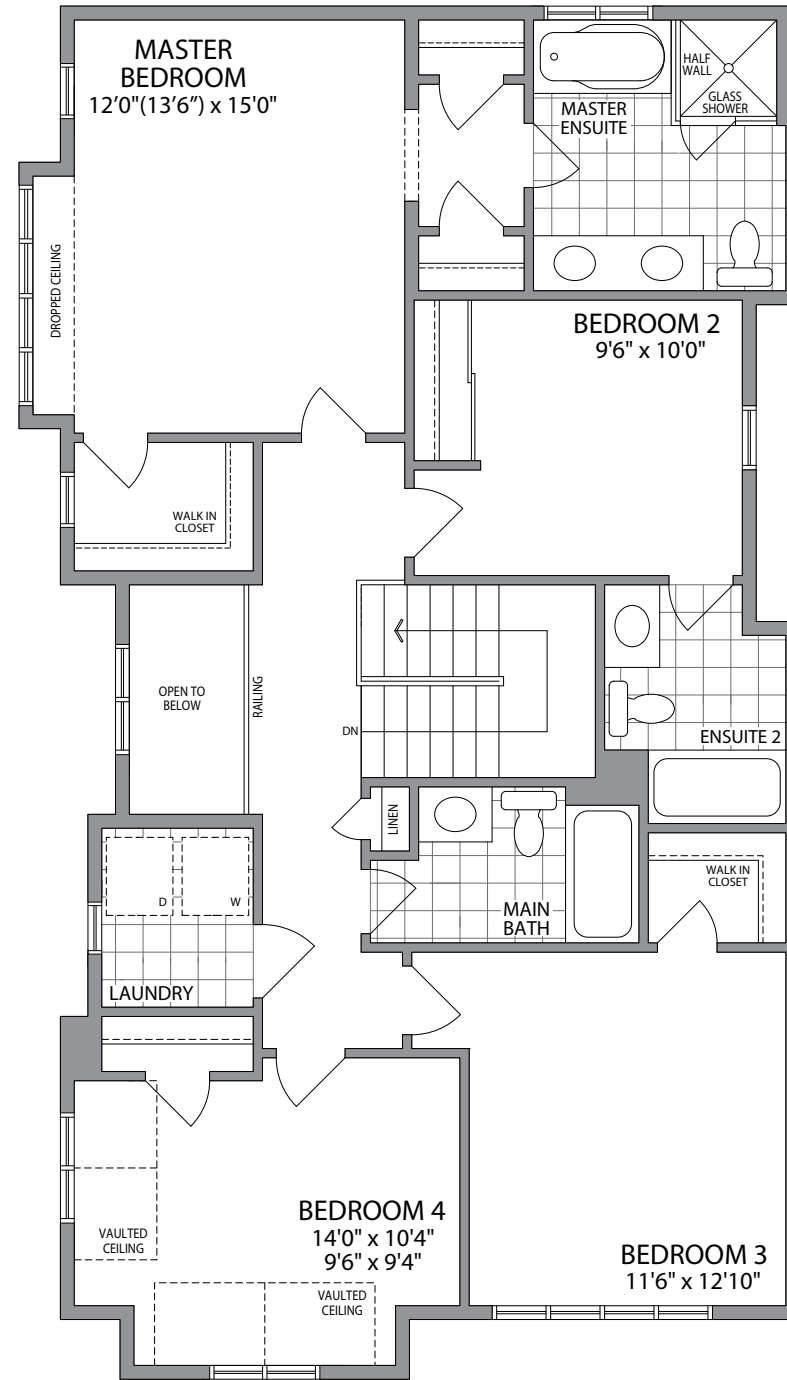 MASTER
BEDROOM
12'0"(13'6") x 15'0"
HALF
WALL
GLASS
SHOWER
MASTER
ENSUITE
DROPPED CEILING
BEDROOM 2
9'6" x 10'0"
WALK IN
CLOSET
OPEN TO
BELOW
RAILING
DN
ENSUITE 2
LINEN
D
W
LAUNDRY
MAIN
BATH
WALK IN
CLOSET
VAULTED
CEILING
BEDROOM 4
14'0" x 10'4"
9'6" x 9'4"
VAULTED
CEILING
BEDROOM 3
11'6" x 12'10"